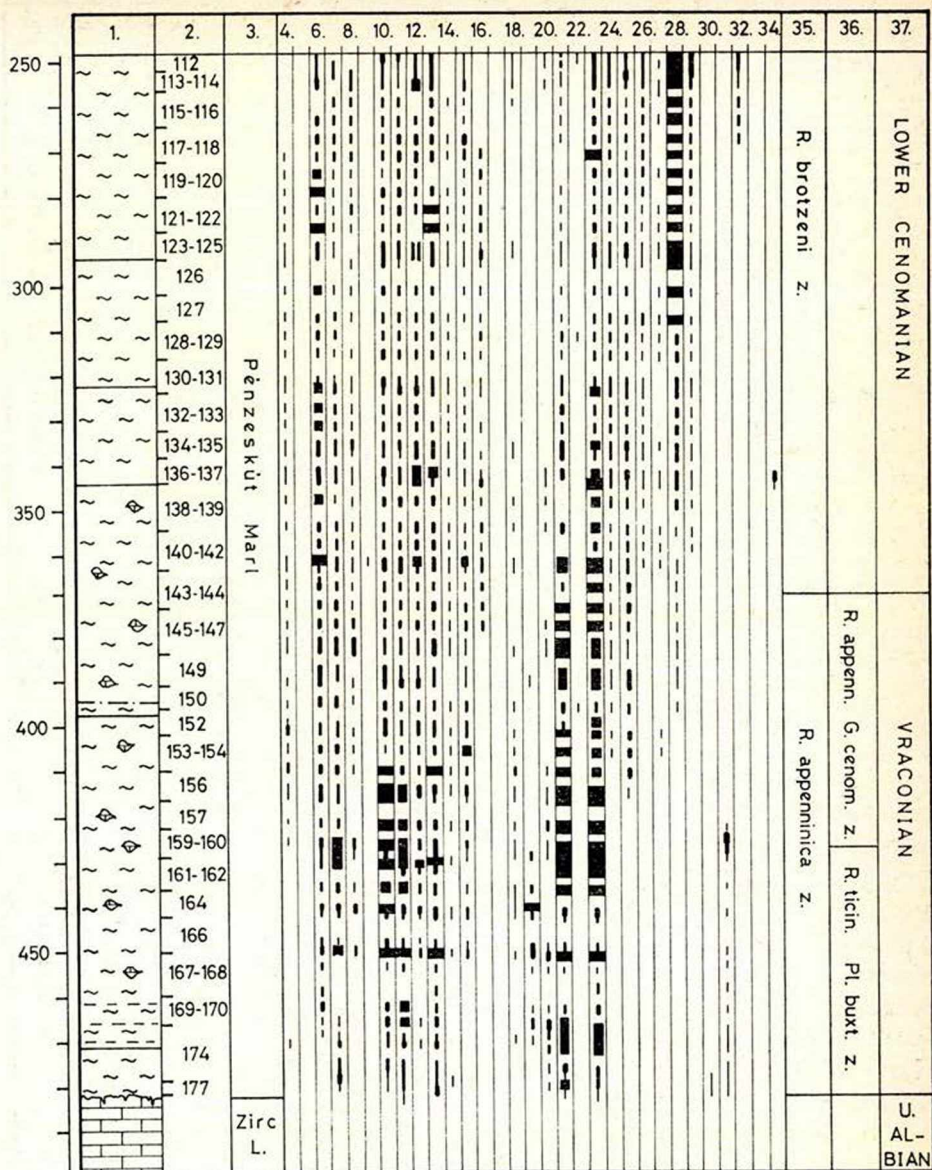 1. 2. 3. 4. 6. 8. 10. 12. 14. 16. 18. 20. 22. 24. 26. 28. 30. 32. 34. 35. 36. 37.
250
300
350
400
450
112
113-114
115-116
117-118
119-120
121-122
123-125
126
127
128-129
130-131
132-133
134-135
136-137
138-139
140-142
143-144
145-147
149
150
152
153-154
156
157
159-160
161-162
164
166
167-168
169-170
174
177
Pénzeskút Marl
Zirc
L.
R. brotzeni z.
R. appenninica z.
R. appenn. G. cenom. z.
R. ticin. Pl. buxt. z.
LOWER CENOMANIAN
VRACONIAN
U.
AL-
BIAN